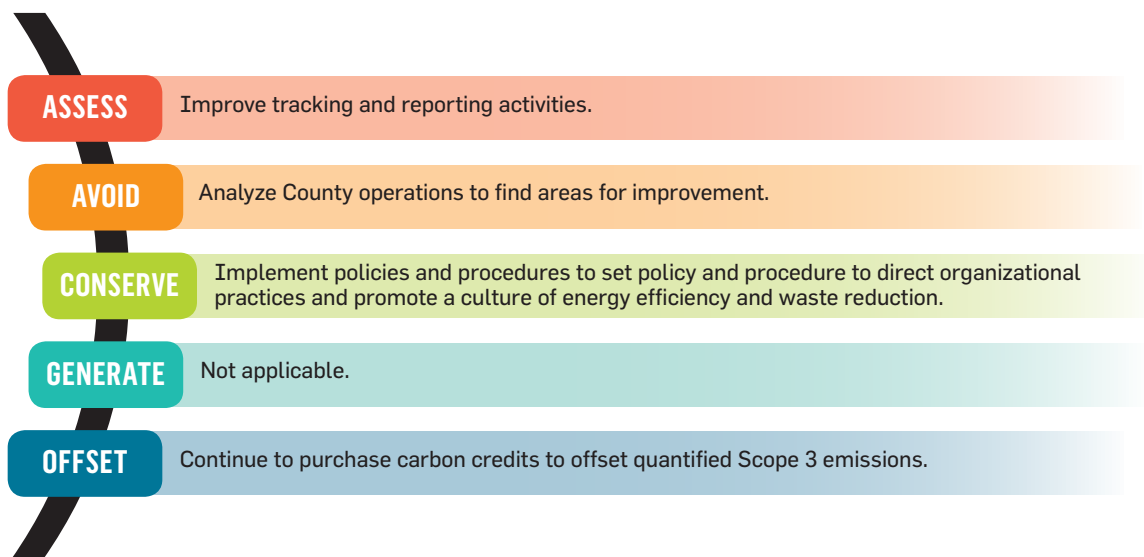 ASSESS
Improve tracking and reporting activities.
AVOID
Analyze County operations to find areas for improvement.
CONSERVE
Implement policies and procedures to set policy and procedure to direct organizational
practices and promote a culture of energy efficiency and waste reduction.
GENERATE
Not applicable.
OFFSET
Continue to purchase carbon credits to offset quantified Scope 3 emissions.